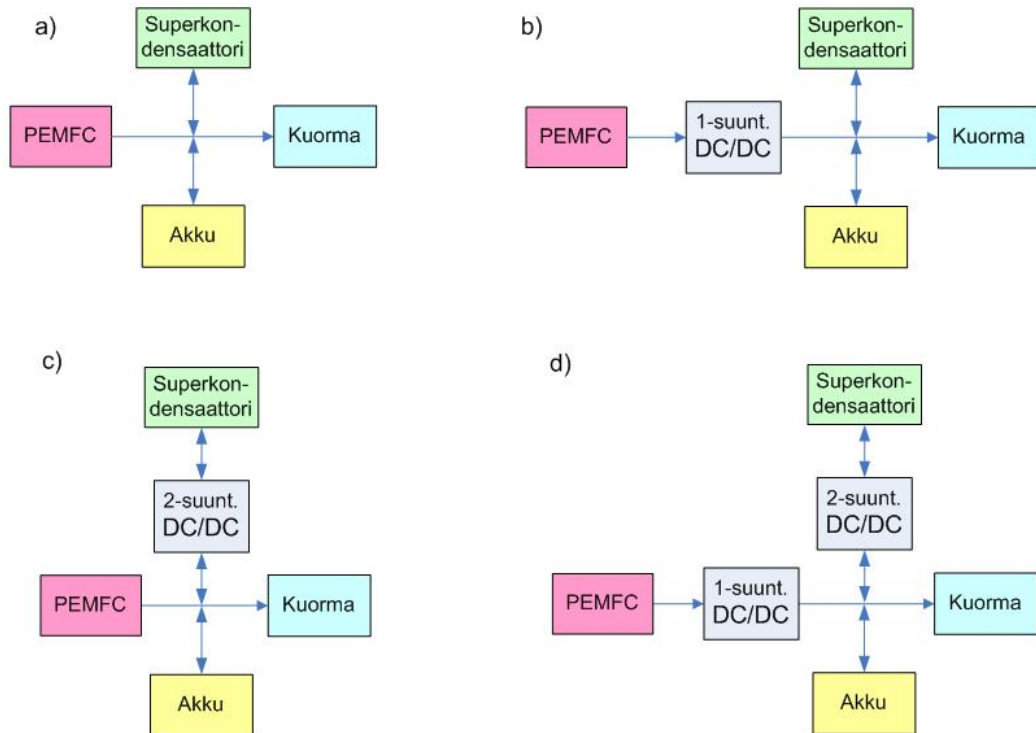 a)
Superkon-
densaattori
PEMFC
Kuorma
Akku
b)
Superkon-
densaattori
PEMFC
1-suunt.
DC/DC
Kuorma
Akku
c)
Superkon-
densaattori
2-suunt.
DC/DC
PEMFC
Kuorma
Akku
d)
Superkon-
densaattori
2-suunt.
DC/DC
PEMFC
1-suunt.
DC/DC
Kuorma
Akku